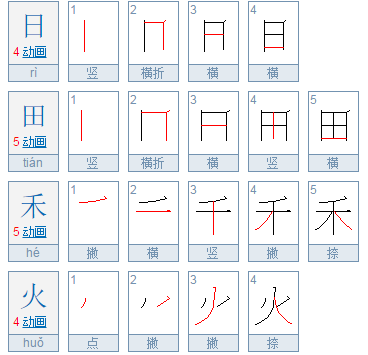 日 1 2 3 4
4 动画
rì 竖 横折 横 横
田 1 2 3 4 5
5 动画
tián 竖 横折 横 竖 横
禾 1 2 3 4 5
5 动画
hé 撇 横 竖 撇 捺
火 1 2 3 4
4 动画
huǒ 点 撇 撇 捺